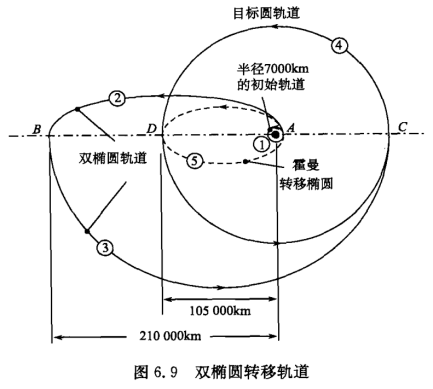 目标圆轨道
④
半径7000km
的初始轨道
②
B
D
A
C
①
双椭圆轨道
⑤
霍曼
转移椭圆
③
105 000km
210 000km
图 6.9 双椭圆转移轨道